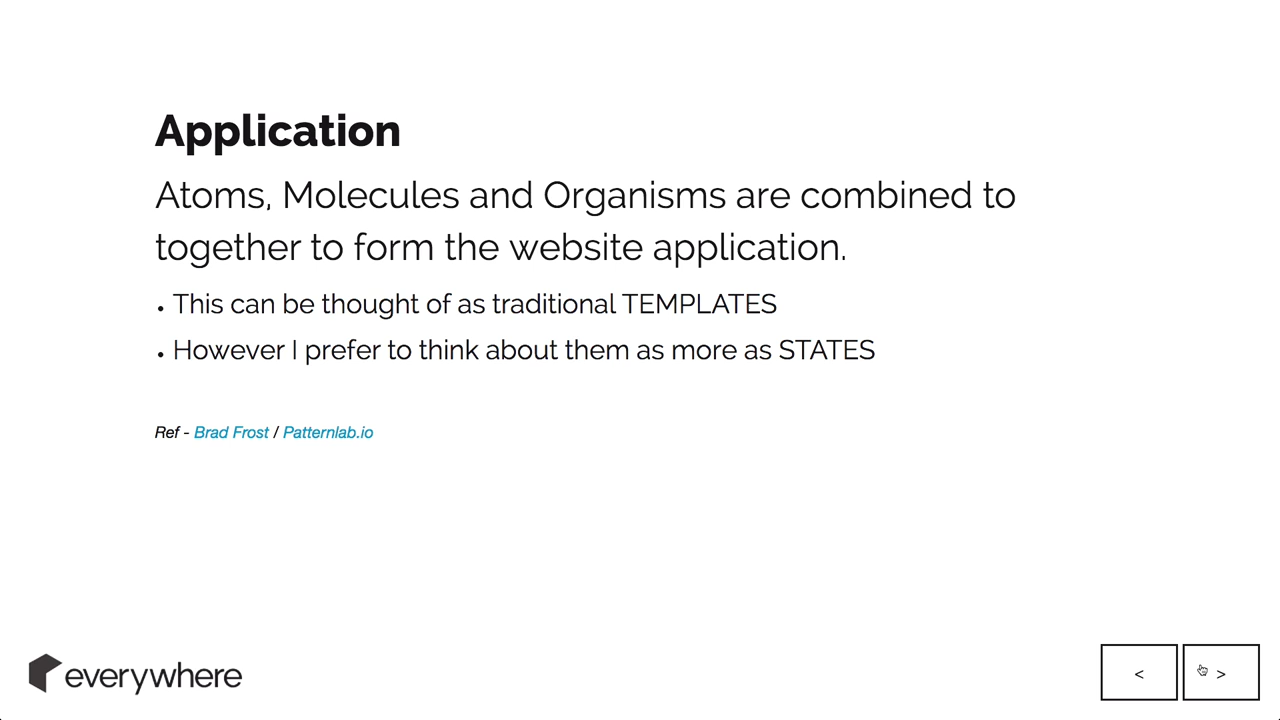 Application
Atoms, Molecules and Organisms are combined to
together to form the website application.
• This can be thought of as traditional TEMPLATES
• However I prefer to think about them as more as STATES
Ref - Brad Frost / Patternlab.io
everywhere
< >